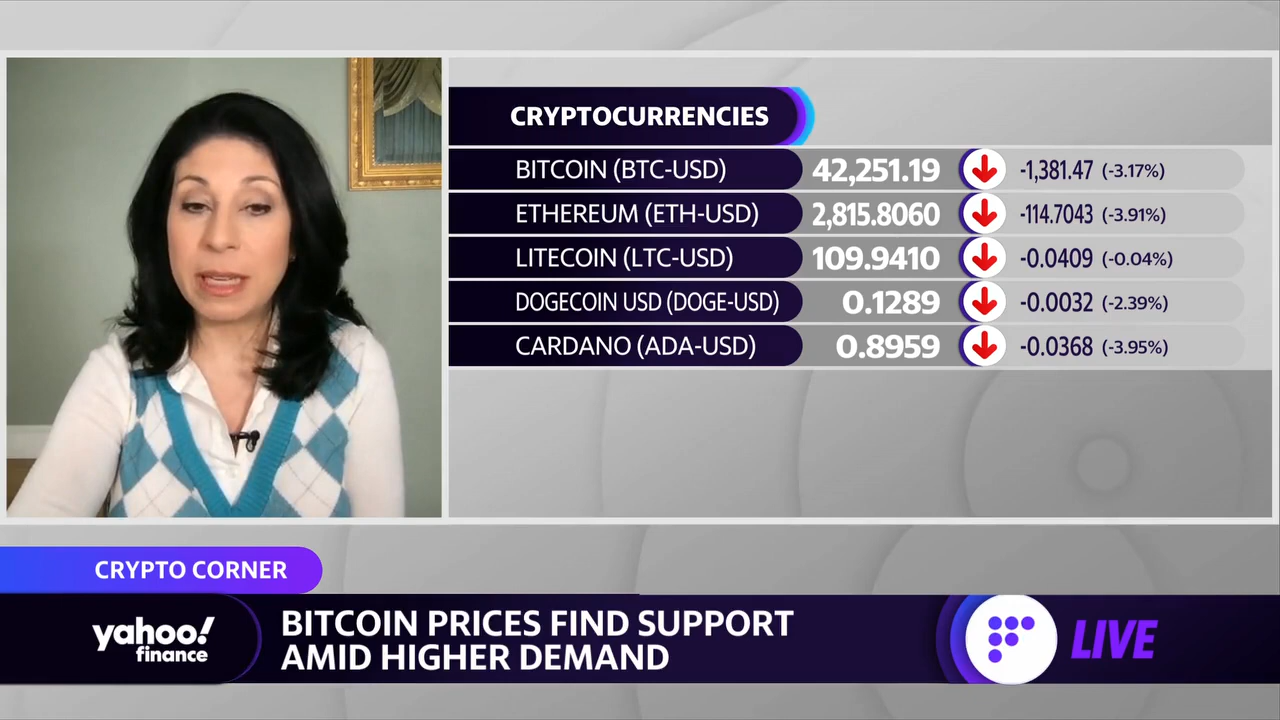 CRYPTOCURRENCIES
BITCOIN (BTC-USD) 42,251.19 -1,381.47 (-3.17%)
ETHEREUM (ETH-USD) 2,815.8060 -114.7043 (-3.91%)
LITECOIN (LTC-USD) 109.9410 -0.0409 (-0.04%)
DOGECOIN USD (DOGE-USD) 0.1289 -0.0032 (-2.39%)
CARDANO (ADA-USD) 0.8959 -0.0368 (-3.95%)
CRYPTO CORNER
yahoo!
finance
BITCOIN PRICES FIND SUPPORT
AMID HIGHER DEMAND
LIVE